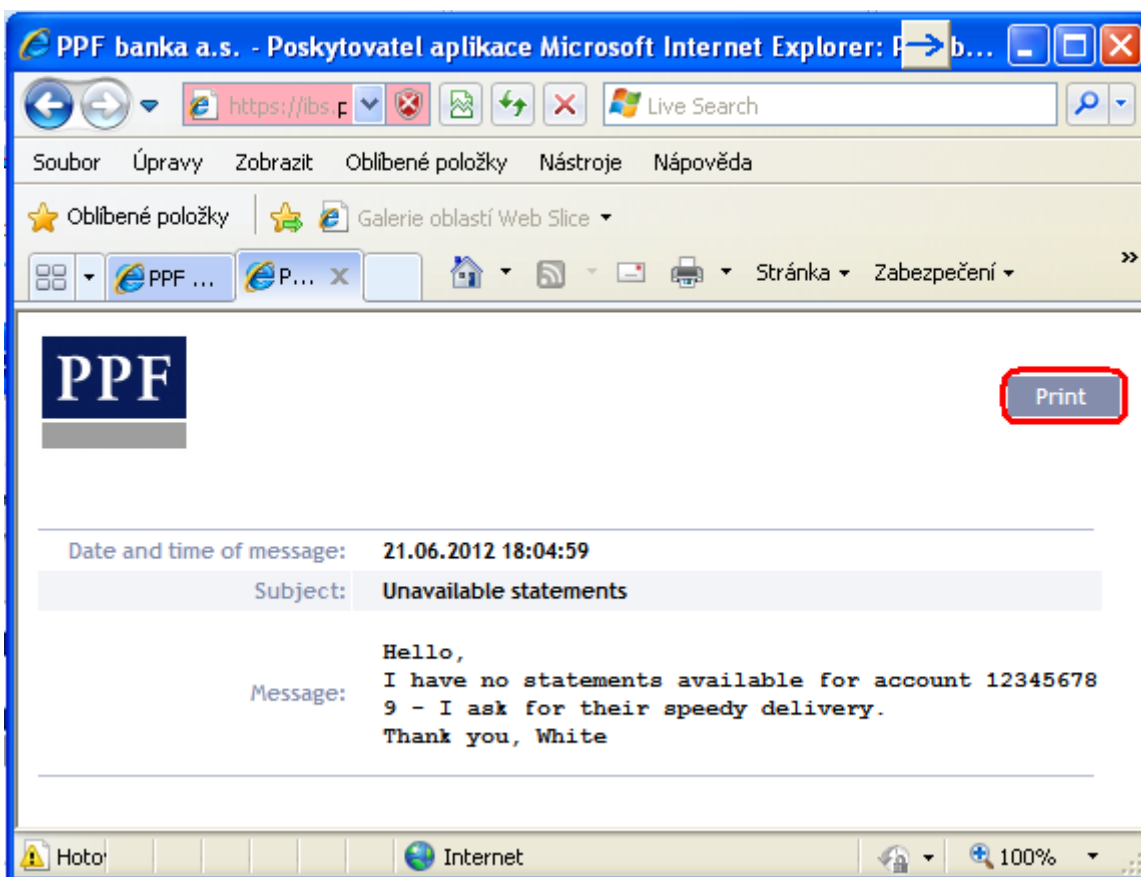 PPF banka a.s. - Poskytovatel aplikace Microsoft Internet Explorer: P b...
https://ibs.p Live Search
Soubor Úpravy Zobrazit Oblíbené položky Nástroje Nápověda
Oblíbené položky Galerie oblastí Web Slice
PPF ... P... Stránka Zabezpečení »
PPF
Print
Date and time of message: 21.06.2012 18:04:59
Subject: Unavailable statements
Message:
Hello,
I have no statements available for account 12345678
9 - I ask for their speedy delivery.
Thank you, White
Hoto Internet 100%